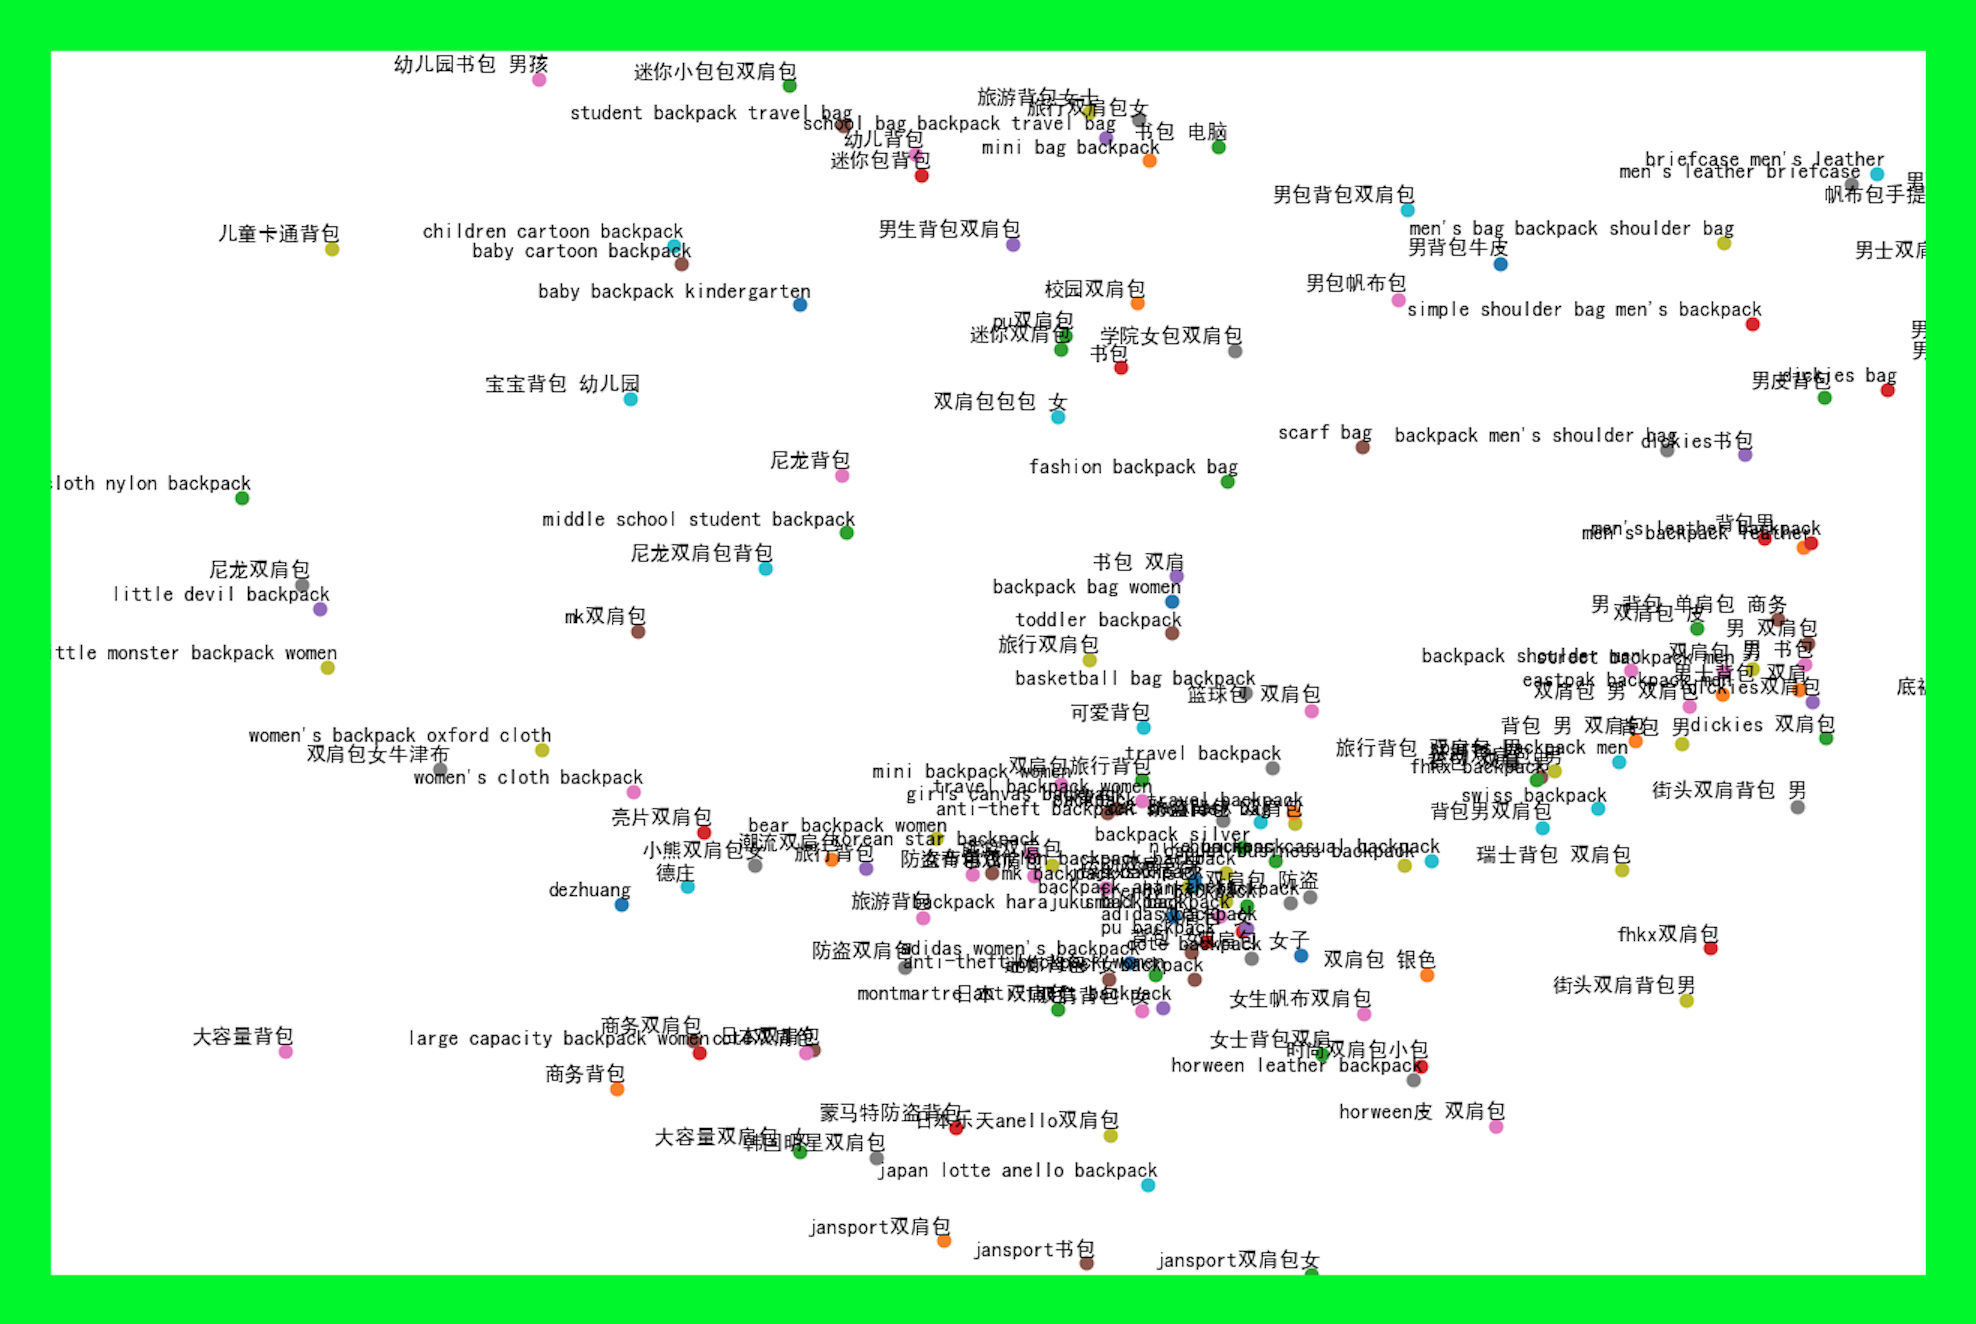 幼儿园书包 男孩
迷你小包包双肩包
旅游背包女士
旅行双肩包女
student backpack travel bag
school bag backpack travel bag
书包 电脑
幼儿背包
mini bag backpack
迷你包背包
briefcase men's leather
men's leather briefcase
男
男包背包双肩包
帆布包手提
儿童卡通背包
children cartoon backpack
男生背包双肩包
men's bag backpack shoulder bag
baby cartoon backpack
男背包牛皮
男士双肩
baby backpack kindergarten
校园双肩包
男包帆布包
simple shoulder bag men's backpack
pu双肩包
迷你双肩包
学院女包双肩包
男
书包
男
宝宝背包 幼儿园
男皮背包
dickies bag
双肩包包包 女
scarf bag
backpack men's shoulder bag
dickies书包
尼龙背包
fashion backpack bag
cloth nylon backpack
middle school student backpack
背包男
men's leather backpack
men's backpack leather
尼龙双肩包背包
书包 双肩
尼龙双肩包
backpack bag women
little devil backpack
男 背包 单肩包 商务
双肩包 皮
mk双肩包
toddler backpack
男 双肩包
旅行双肩包
little monster backpack women
backpack shoulder men
street backpack men
双肩包 男 书包
男士背包 双肩
basketball bag backpack
eastpak backpack men
篮球包 双肩包
双肩包 男 双肩包
dickies双肩包
可爱背包
背包 男 双肩包
背包 男
dickies 双肩包
women's backpack oxford cloth
双肩包女牛津布
travel backpack
旅行背包 双肩包 男
双肩包旅行背包
mini backpack women
fhkx backpack
women's cloth backpack
travel backpack women
girls canvas backpack
swiss backpack
街头双肩背包 男
travel backpack
亮片双肩包
背包男双肩包
bear backpack women
korean star backpack
backpack silver
小熊双肩包女
潮流双肩包
旅行背包
casual backpack
瑞士背包 双肩包
德庄
双肩包 防盗
dezhuang
旅游背包
backpack harajuku
small backpack
adidas backpack
pu backpack
fhkx双肩包
防盗双肩包
adidas women's backpack
cute backpack
双肩包 女子
双肩包 银色
anti-theft backpack women
montmartre anti-theft backpack
日本 双肩包
女生帆布双肩包
街头双肩背包男
大容量背包
商务双肩包
large capacity backpack women
日本双肩包
女士背包双肩
时尚双肩包小包
horween leather backpack
商务背包
蒙马特防盗背包
日本乐天anello双肩包
horween皮 双肩包
大容量双肩包 女
韩国明星双肩包
japan lotte anello backpack
jansport双肩包
jansport书包
jansport双肩包女